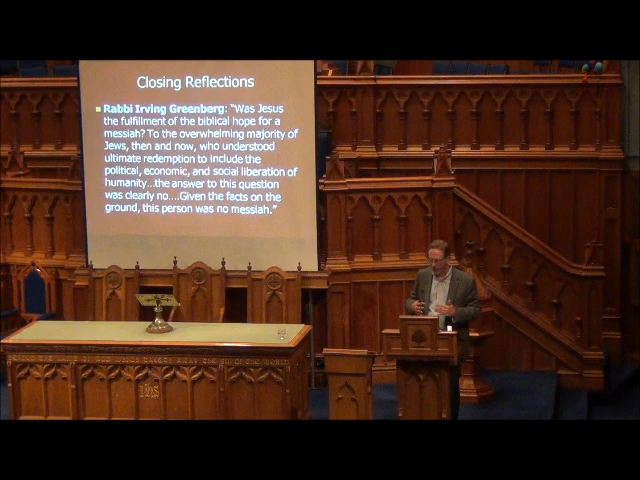 Closing Reflections
Rabbi Irving Greenberg: “Was Jesus
the fulfillment of the biblical hope for a
messiah? To the overwhelming majority of
Jews, then and now, who understood
ultimate redemption to include the
political, economic, and social liberation of
humanity...the answer to this question
was clearly no....Given the facts on the
ground, this person was no messiah.”